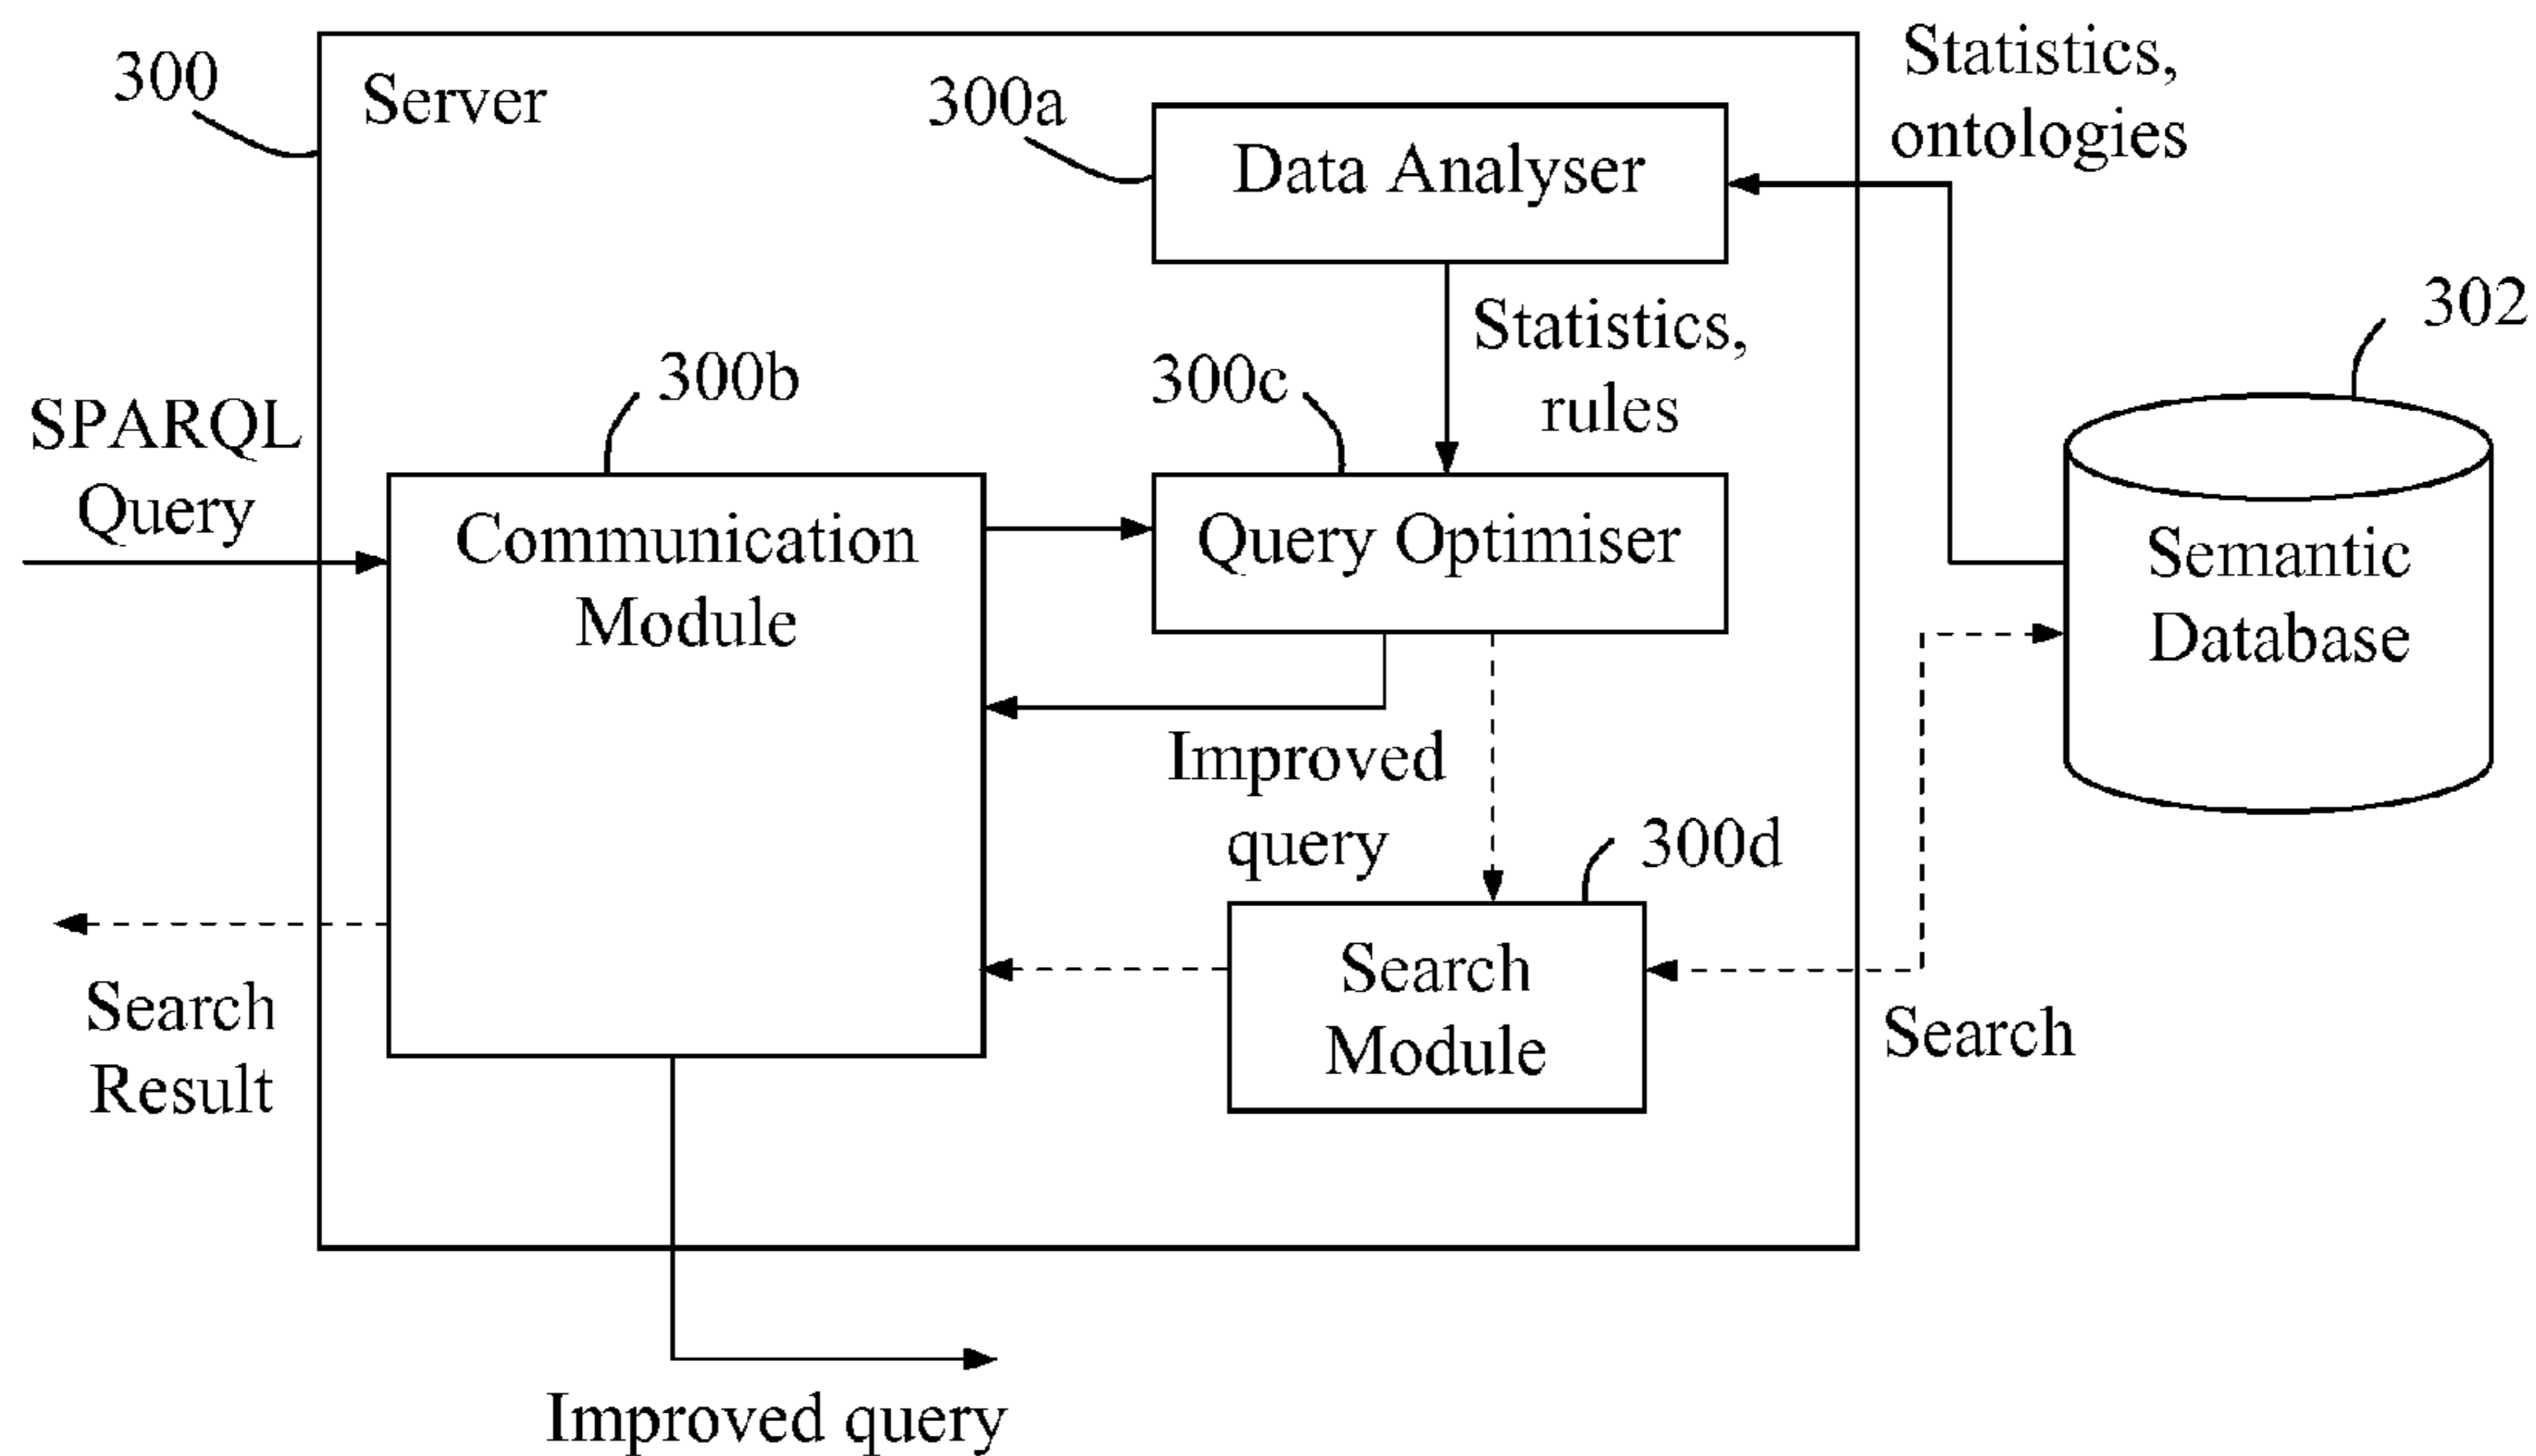 300
Server
300a
Data Analyser
Statistics,
ontologies
Statistics,
rules
302
300b
300c
SPARQL
Query
Communication
Module
Query Optimiser
Semantic
Database
Improved
query
300d
Search
Module
Search
Result
Search
Improved query